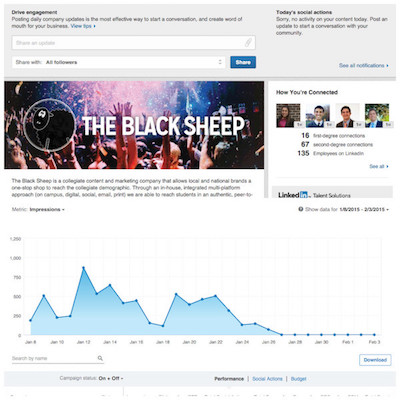 Drive engagement
Posting daily company updates is the most effective way to start a conversation, and create word
of mouth for your business. View tips ▸
Today's social actions
Sorry, no activity on your content today. Post an
update to start a conversation with your
community.
Share an update
Share with: All followers
Share
See all notifications ▸
THE BLACK SHEEP
How You're Connected
1st
1st
1st
1st
16 first-degree connections
67 second-degree connections
135 Employees on LinkedIn
See all ▸
The Black Sheep is a collegiate content and marketing company that allows local and national brands a
one-stop shop to reach the collegiate demographic. Through an in-house, integrated multi-platform
approach (on campus, digital, social, email, print) we are able to reach students in an authentic, peer-to-
LinkedIn Talent Solutions
Metric: Impressions
Show data for 1/8/2015 - 2/3/2015
1,250
1,000
750
500
250
0
Jan 8
Jan 10
Jan 12
Jan 14
Jan 16
Jan 18
Jan 20
Jan 22
Jan 24
Jan 26
Jan 28
Jan 30
Feb 1
Feb 3
Search by name
Download
Campaign status: On + Off
Performance | Social Actions | Budget